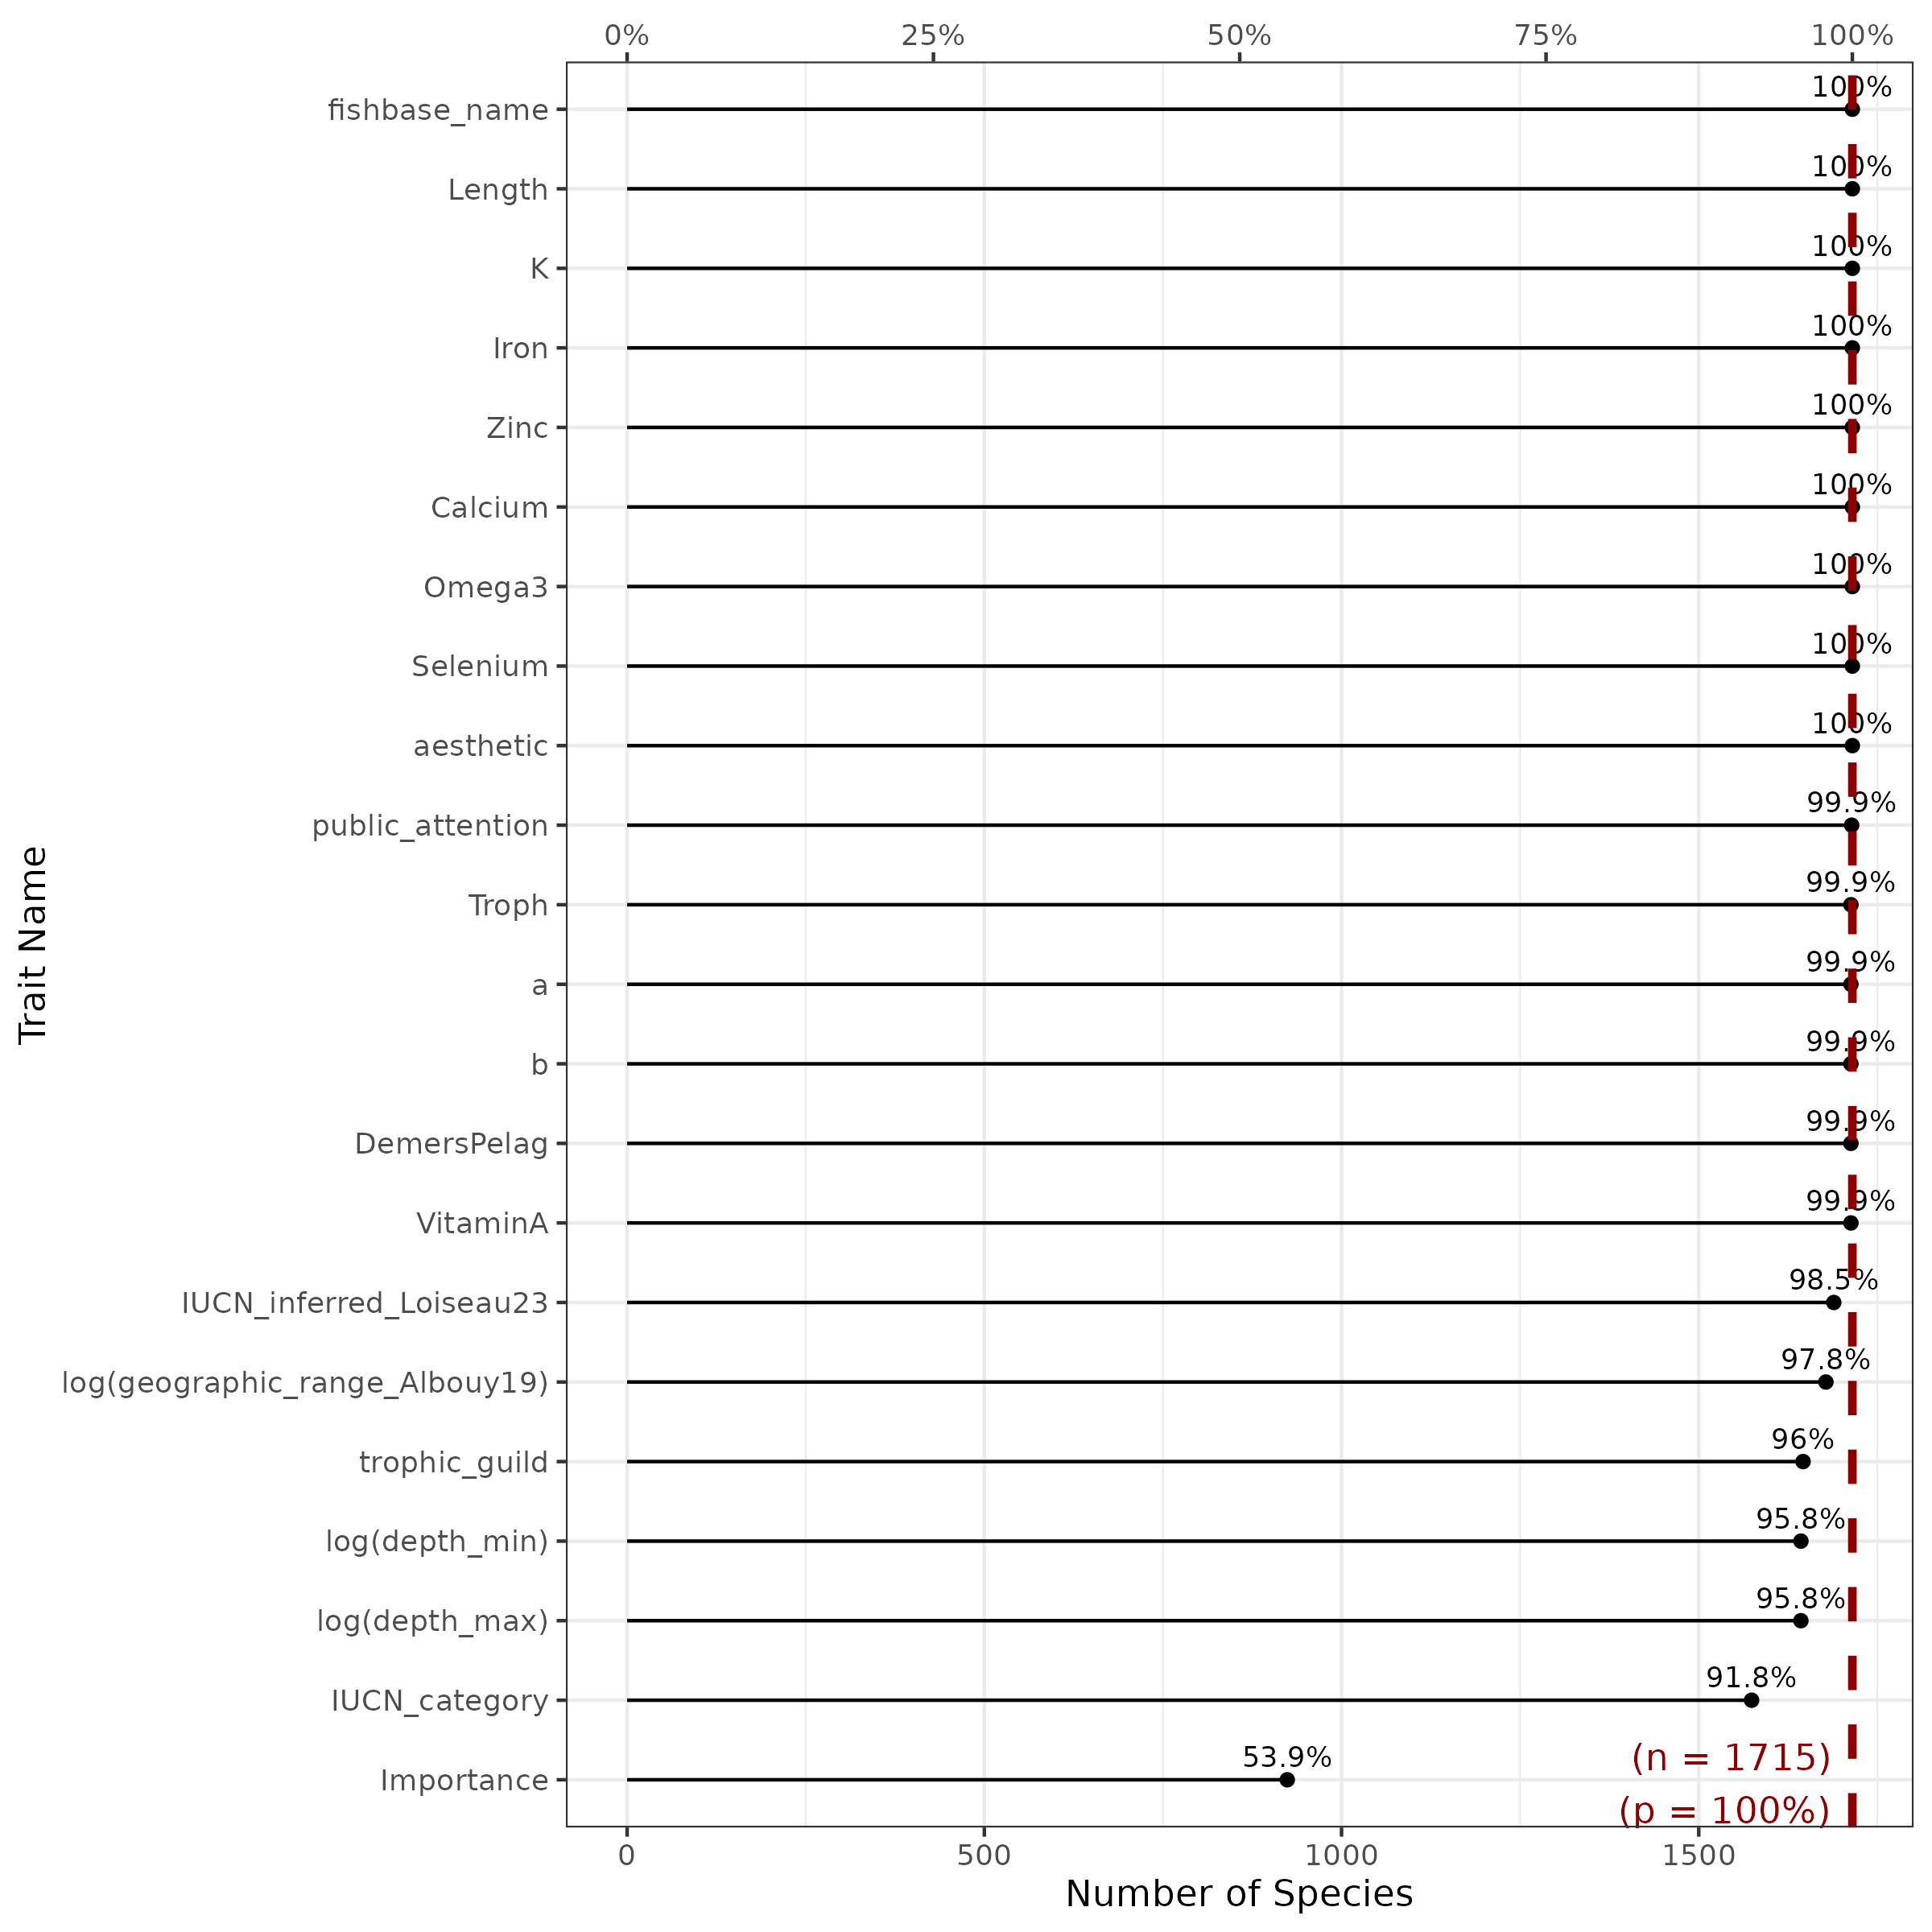 0% 25% 50% 75% 100%
fishbase_name 100%
Length 100%
K 100%
Iron 100%
Zinc 100%
Calcium 100%
Omega3 100%
Selenium 100%
aesthetic 100%
public_attention 99.9%
Troph 99.9%
a 99.9%
b 99.9%
DemersPelag 99.9%
VitaminA 99.9%
IUCN_inferred_Loiseau23 98.5%
log(geographic_range_Albouy19) 97.8%
trophic_guild 96%
log(depth_min) 95.8%
log(depth_max) 95.8%
IUCN_category 91.8%
Importance 53.9%
(n = 1715)
(p = 100%)
0 500 1000 1500
Number of Species
Trait Name